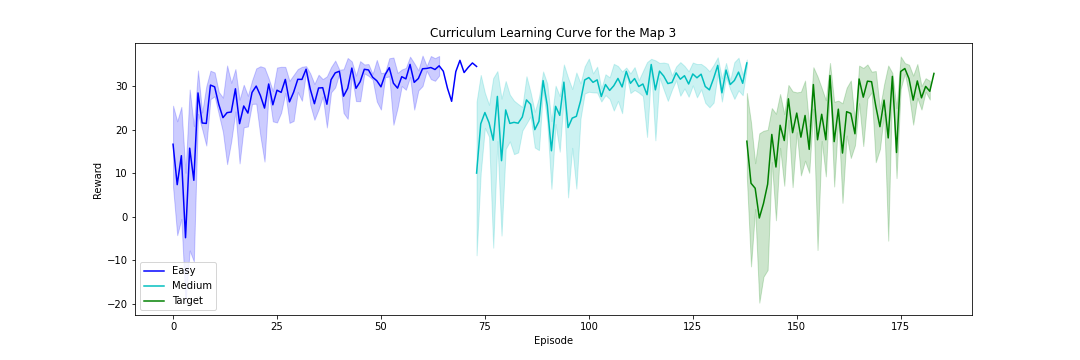 Curriculum Learning Curve for the Map 3
Reward
30
20
10
0
−10
−20
Easy
Medium
Target
0
25
50
75
100
125
150
175
Episode